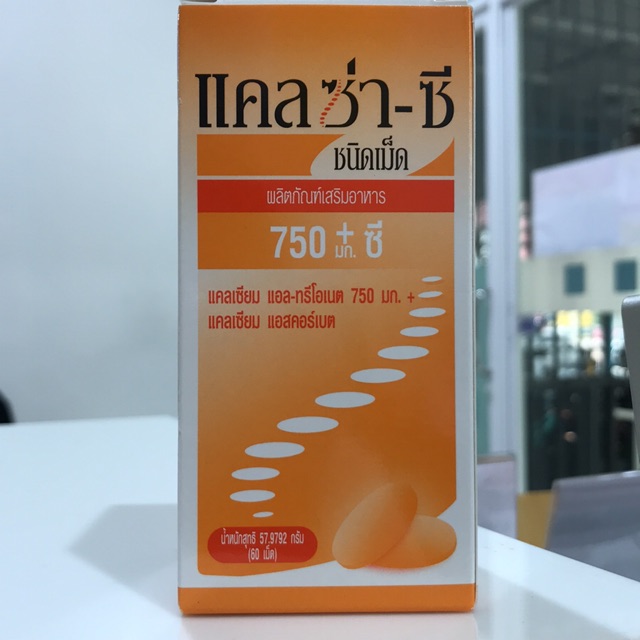 แคลซ่า-ซี
ชนิดเม็ด
ผลิตภัณฑ์เสริมอาหาร
750 + ซี
มก.
แคลเซียม แอล-ทรีโอเนต 750 มก. +
แคลเซียม แอสคอร์เบต
น้ำหนักสุทธิ 57.9792 กรัม
(60 เม็ด)